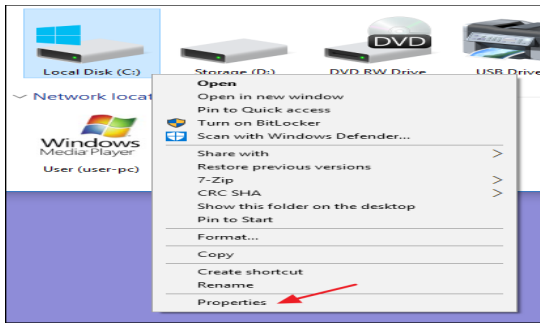 DVD
Local Disk (C:)
Storage (D:)
DVD RW Drive
USB Drive
Network locat
Windows
Media Player
User (user-pc)
Open
Open in new window
Pin to Quick access
Turn on BitLocker
Scan with Windows Defender...
Share with
Restore previous versions
7-Zip
CRC SHA
Show this folder on the desktop
Pin to Start
Format...
Copy
Create shortcut
Rename
Properties